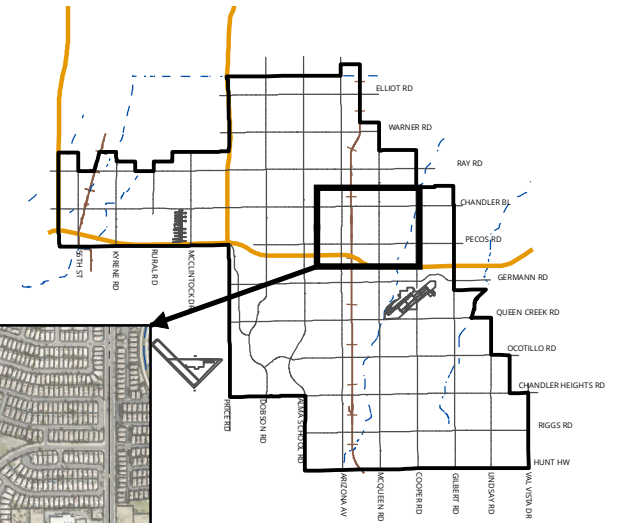 ELLIOT RD
WARNER RD
RAY RD
CHANDLER BL
PECOS RD
GERMANN RD
QUEEN CREEK RD
OCOTILLO RD
CHANDLER HEIGHTS RD
RIGGS RD
HUNT HW
56TH ST
KYRENE RD
RURAL RD
MCCLINTOCK DR
PRICE RD
DOBSON RD
ALMA SCHOOL RD
ARIZONA AV
MCQUEEN RD
COOPER RD
GILBERT RD
LINDSAY RD
VAL VISTA DR